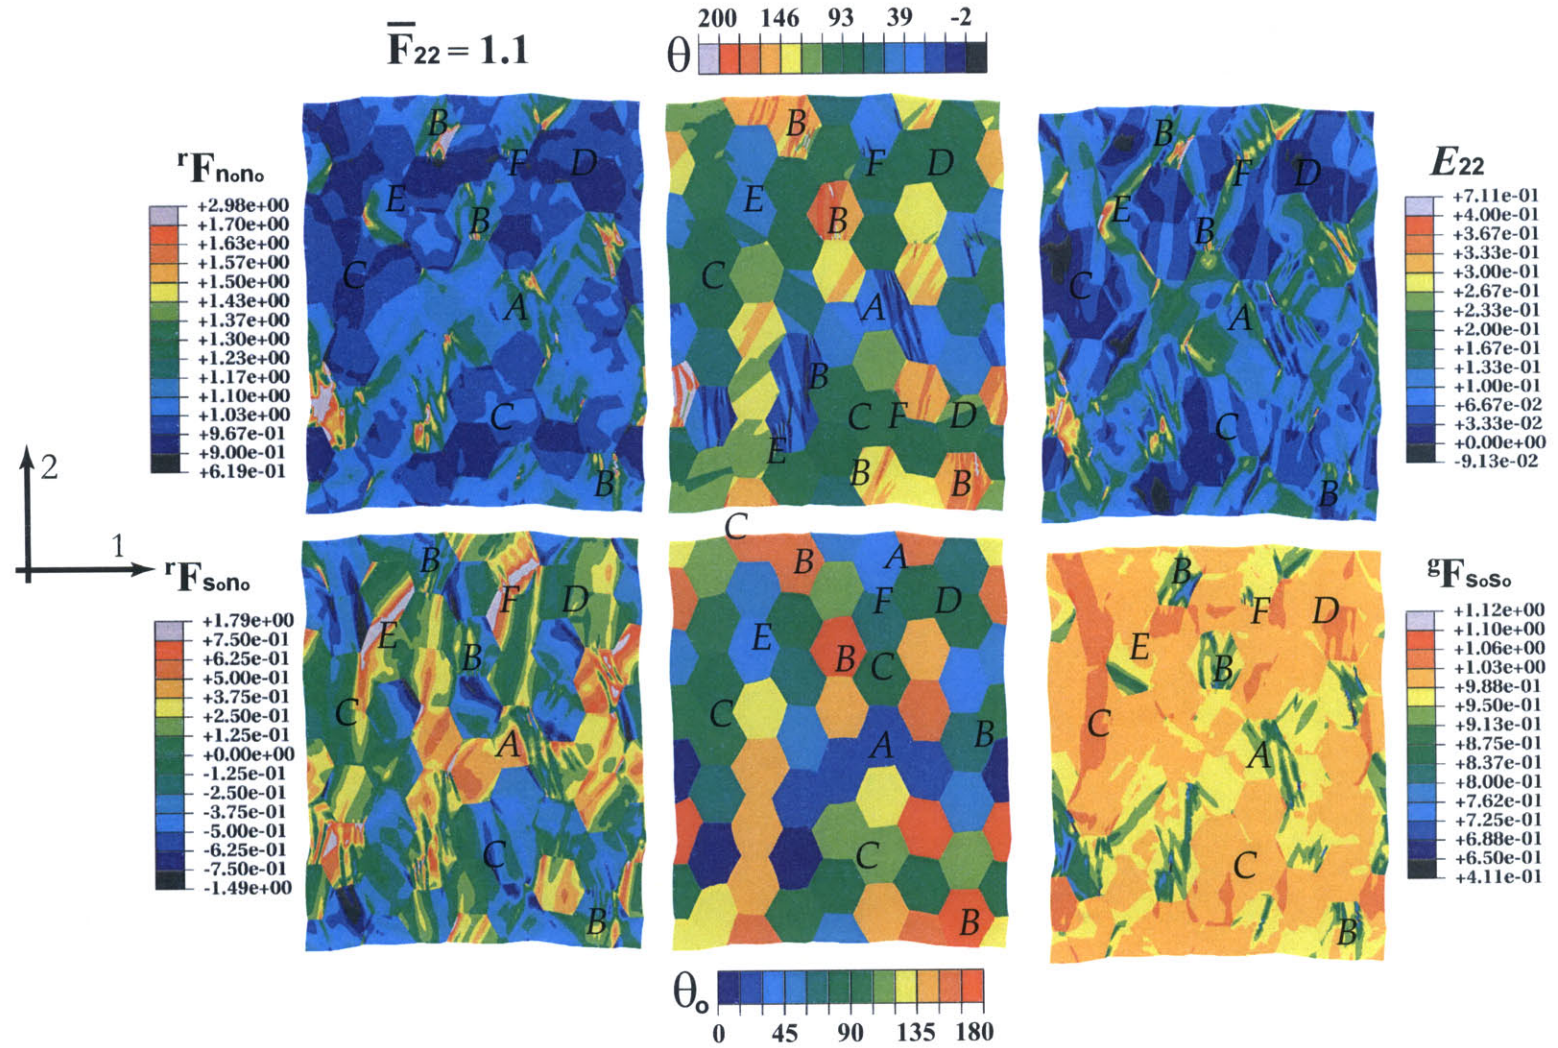 F̅22 = 1.1
200 146 93 39 -2
θ
rFnono
+2.98e+00
+1.70e+00
+1.63e+00
+1.57e+00
+1.50e+00
+1.43e+00
+1.37e+00
+1.30e+00
+1.23e+00
+1.17e+00
+1.10e+00
+1.03e+00
+9.67e-01
+9.00e-01
+6.19e-01
B
F D
E
B
C
A
C
B
B
F D
E
B
C
A
B
C F D
E
B B
B
F D
E
B
C
A
C
B
E22
+7.11e-01
+4.00e-01
+3.67e-01
+3.33e-01
+3.00e-01
+2.67e-01
+2.33e-01
+2.00e-01
+1.67e-01
+1.33e-01
+1.00e-01
+6.67e-02
+3.33e-02
+0.00e+00
-9.13e-02
2
1
rFsono
+1.79e+00
+7.50e-01
+6.25e-01
+5.00e-01
+3.75e-01
+2.50e-01
+1.25e-01
+0.00e+00
-1.25e-01
-2.50e-01
-3.75e-01
-5.00e-01
-6.25e-01
-7.50e-01
-1.49e+00
B
F D
E
B
C
A
C
B
C
B A
F D
E
B C
C
A B
C
B
B
F D
E
B
C
A
C
B
gFsoso
+1.12e+00
+1.10e+00
+1.06e+00
+1.03e+00
+9.88e-01
+9.50e-01
+9.13e-01
+8.75e-01
+8.37e-01
+8.00e-01
+7.62e-01
+7.25e-01
+6.88e-01
+6.50e-01
+4.11e-01
θo
0 45 90 135 180